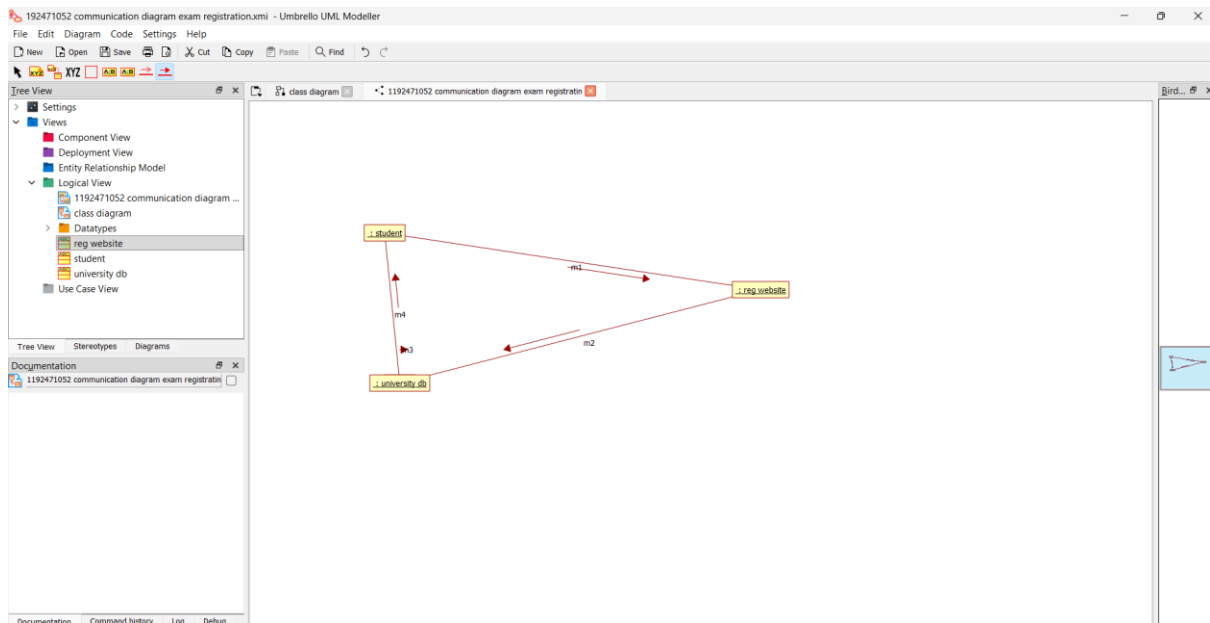 192471052 communication diagram exam registration.xmi - Umbrello UML Modeller
File Edit Diagram Code Settings Help
New Open Save Cut Copy Paste Find
XYZ XYZ A:B A:B
Tree View
class diagram
1192471052 communication diagram exam registratin
Bird...
Settings
Views
Component View
Deployment View
Entity Relationship Model
Logical View
1192471052 communication diagram ...
class diagram
Datatypes
ABC reg website
ABC student
ABC university db
Use Case View
Tree View Stereotypes Diagrams
Documentation
1192471052 communication diagram exam registratin
Documentation Command history Log Debug
: student
m1
: reg website
m4
m2
m3
: university db